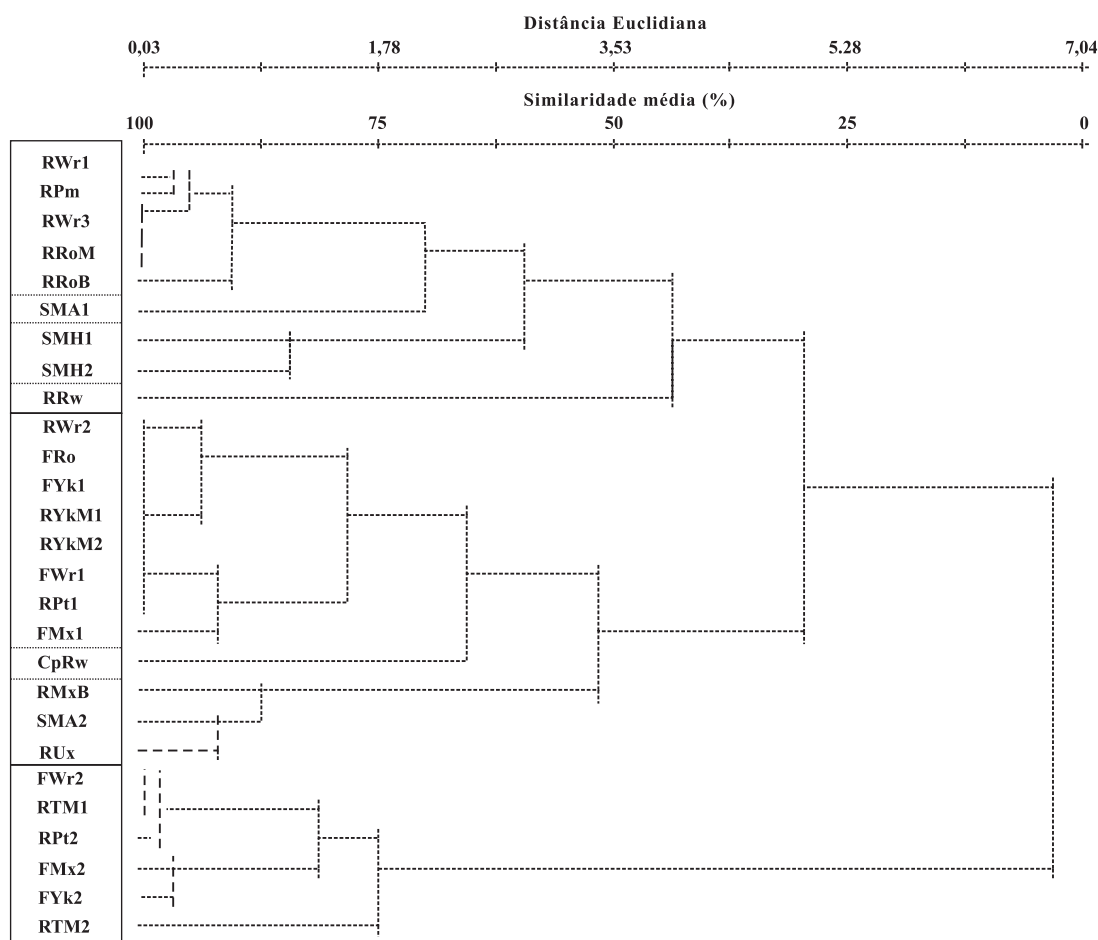 Distância Euclidiana
0,03 1,78 3,53 5.28 7,04
Similaridade média (%)
100 75 50 25 0
RWr1
RPm
RWr3
RRoM
RRoB
SMA1
SMH1
SMH2
RRw
RWr2
FRo
FYk1
RYkM1
RYkM2
FWr1
RPt1
FMx1
CpRw
RMxB
SMA2
RUx
FWr2
RTM1
RPt2
FMx2
FYk2
RTM2